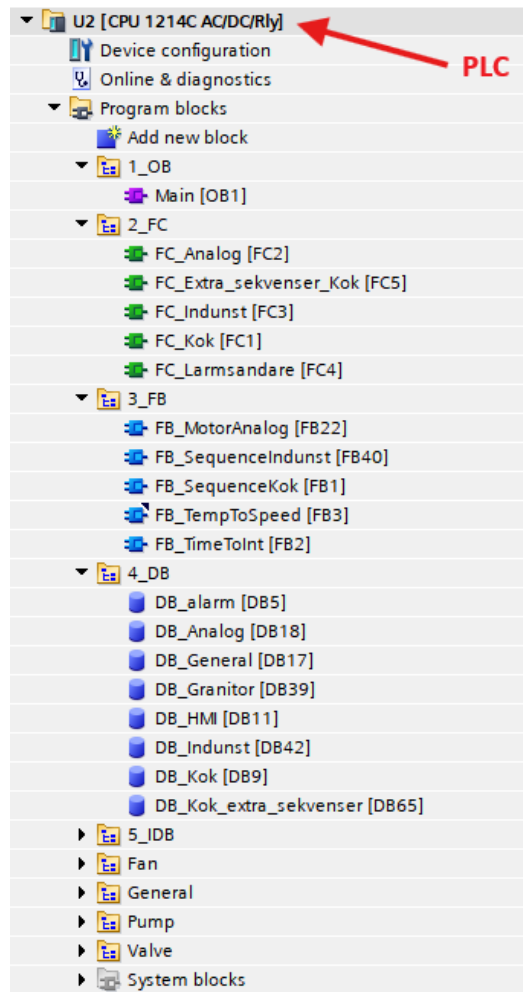 U2 [CPU 1214C AC/DC/Rly]
PLC
Device configuration
Online & diagnostics
Program blocks
Add new block
1_OB
Main [OB1]
2_FC
FC_Analog [FC2]
FC_Extra_sekvenser_Kok [FC5]
FC_Indunst [FC3]
FC_Kok [FC1]
FC_Larmsandare [FC4]
3_FB
FB_MotorAnalog [FB22]
FB_SequenceIndunst [FB40]
FB_SequenceKok [FB1]
FB_TempToSpeed [FB3]
FB_TimeToInt [FB2]
4_DB
DB_alarm [DB5]
DB_Analog [DB18]
DB_General [DB17]
DB_Granitor [DB39]
DB_HMI [DB11]
DB_Indunst [DB42]
DB_Kok [DB9]
DB_Kok_extra_sekvenser [DB65]
5_IDB
Fan
General
Pump
Valve
System blocks